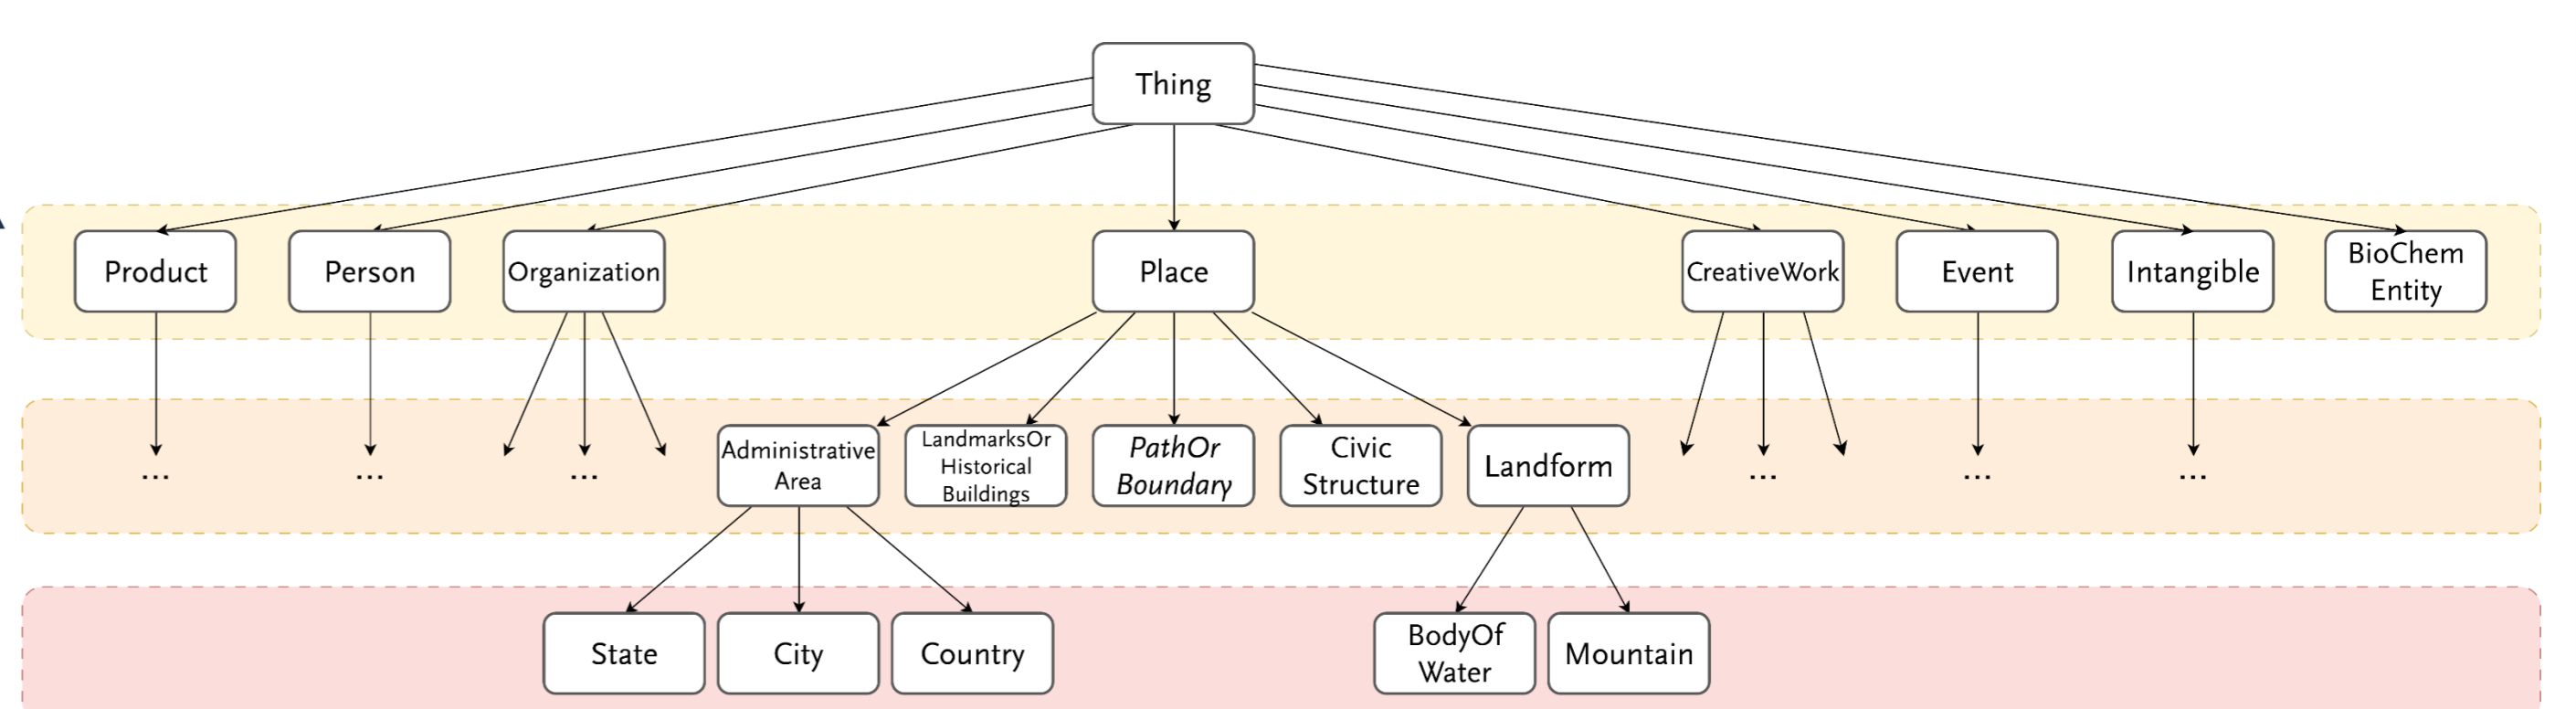 Thing
Product
Person
Organization
Place
CreativeWork
Event
Intangible
BioChem
Entity
...
...
...
Administrative
Area
LandmarksOr
Historical
Buildings
PathOr
Boundary
Civic
Structure
Landform
...
...
...
State
City
Country
BodyOf
Water
Mountain